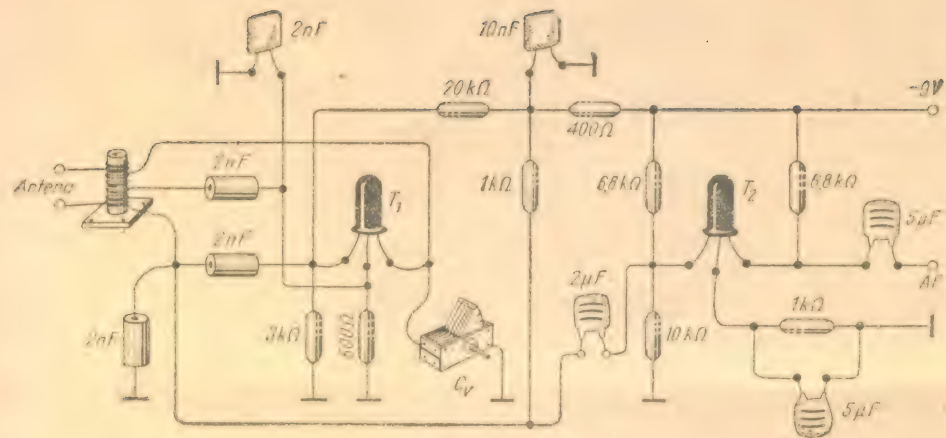 2nF
10nF
20kΩ
-9V
400Ω
2nF
1kΩ
6,8kΩ
6,8kΩ
Antena
T1
T2
5µF
2nF
2µF
AF
2nF
3kΩ
500Ω
10kΩ
1kΩ
Cv
5µF